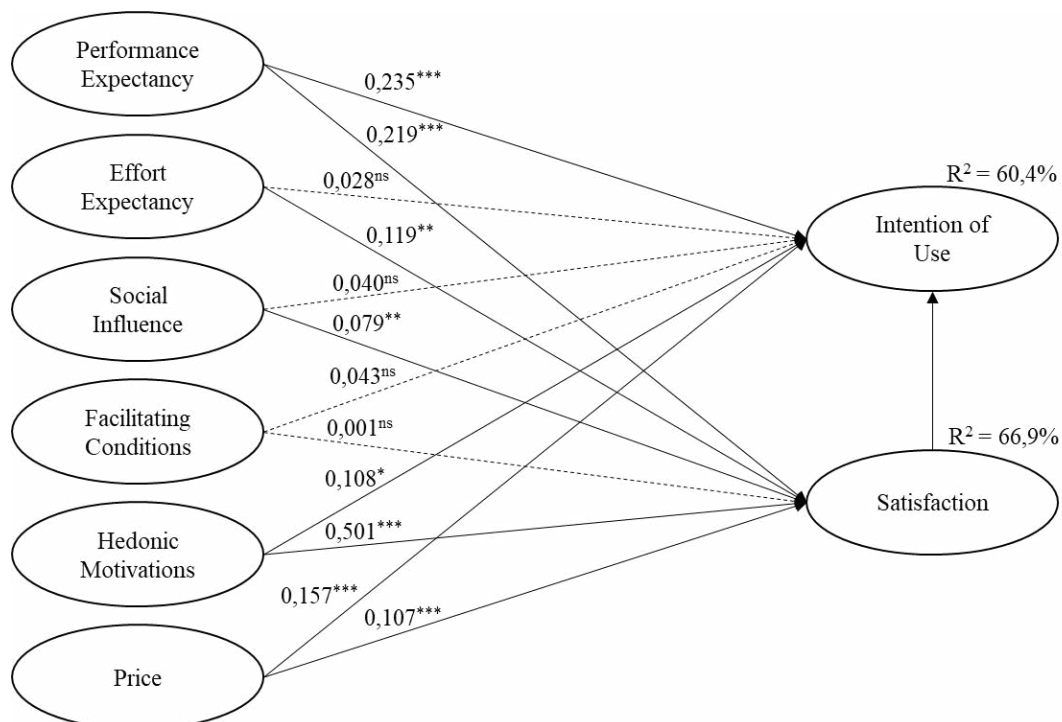 Performance
Expectancy
0,235***
0,219***
Effort
Expectancy
0,028ns
0,119**
R2 = 60,4%
Intention of
Use
Social
Influence
0,040ns
0,079**
Facilitating
Conditions
0,043ns
0,001ns
R2 = 66,9%
Satisfaction
Hedonic
Motivations
0,108*
0,501***
Price
0,157***
0,107***